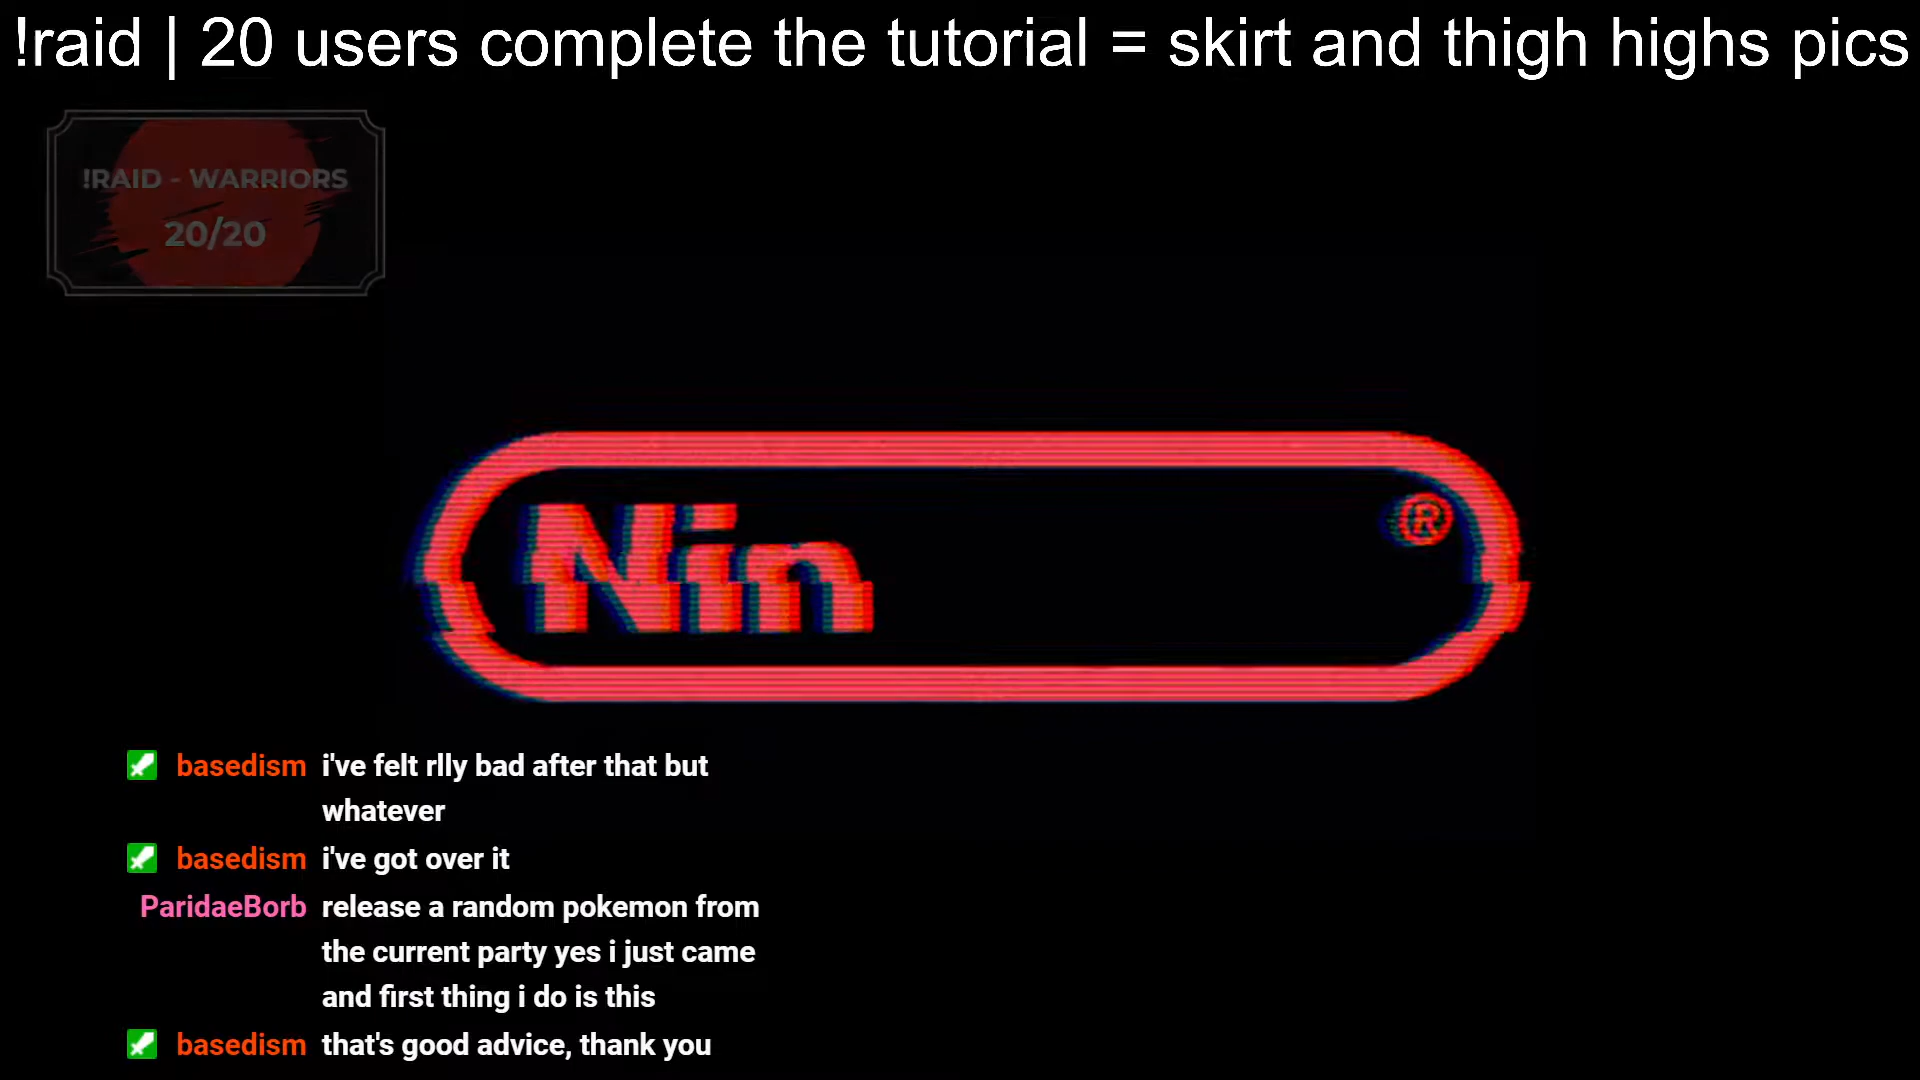 !raid | 20 users complete the tutorial = skirt and thigh highs pics
!RAID - WARRIORS
20/20
Nin ®
basedism i've felt rlly bad after that but
whatever
basedism i've got over it
ParidaeBorb release a random pokemon from
the current party yes i just came
and first thing i do is this
basedism that's good advice, thank you